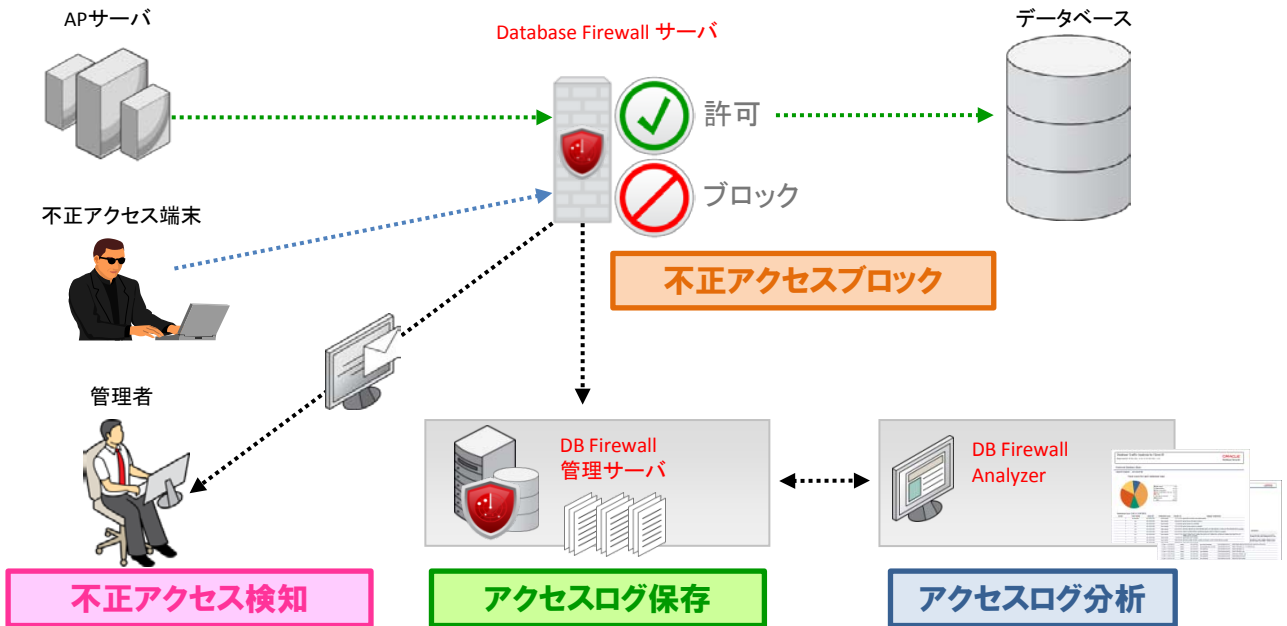 APサーバ
Database Firewall サーバ
データベース
許可
ブロック
不正アクセス端末
不正アクセスブロック
管理者
DB Firewall
管理サーバ
DB Firewall
Analyzer
ORACLE
不正アクセス検知
アクセスログ保存
アクセスログ分析